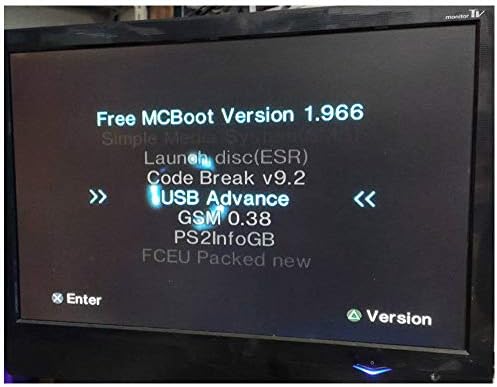 monitor TV
Free MCBoot Version 1.966
Simple Media System
Launch disc(ESR)
Code Break v9.2
USB Advance
GSM 0.38
PS2InfoGB
FCEU Packed new
Enter
Version